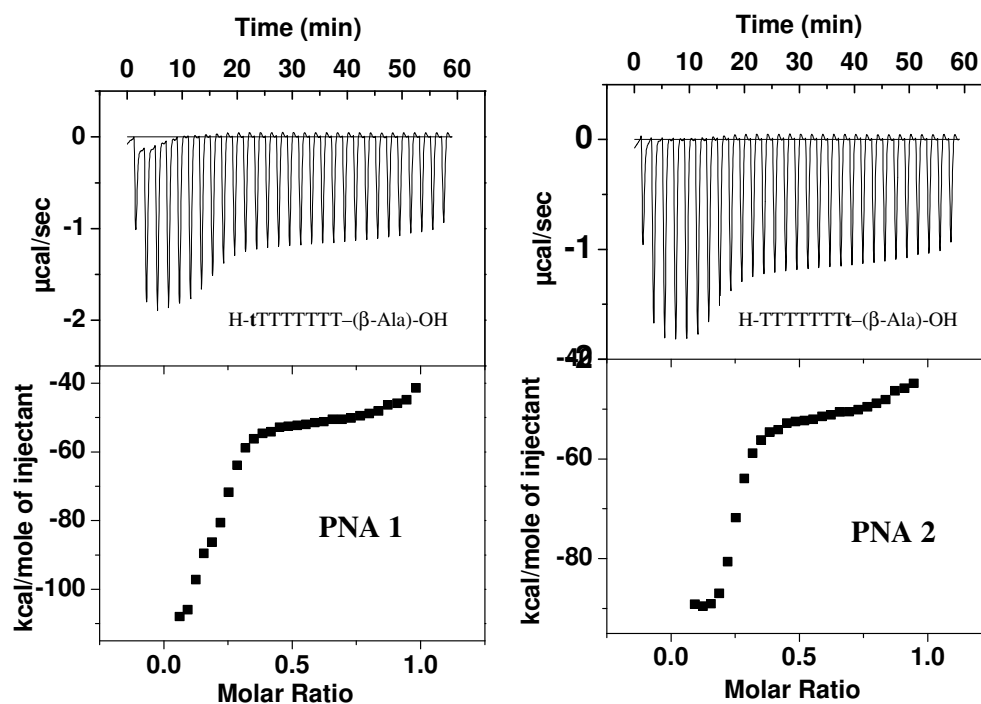 Time (min)
0 10 20 30 40 50 60
0
-1
-2
µcal/sec
H-tTTTTTTT–(β-Ala)-OH
-40
-60
-80
-100
kcal/mole of injectant
PNA 1
0.0 0.5 1.0
Molar Ratio
Time (min)
0 10 20 30 40 50 60
0
-1
µcal/sec
H-TTTTTTTt–(β-Ala)-OH
-40
-60
-80
kcal/mole of injectant
PNA 2
0.0 0.5 1.0
Molar Ratio